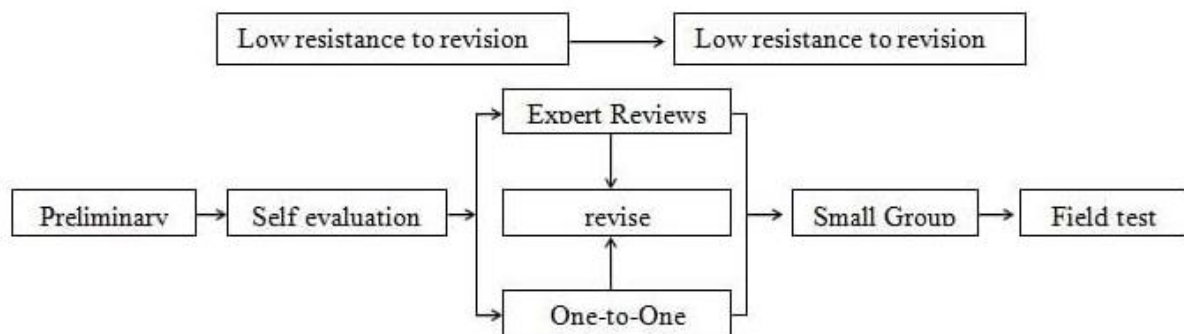 Low resistance to revision
Low resistance to revision
Expert Reviews
Preliminary
Self evaluation
revise
Small Group
Field test
One-to-One